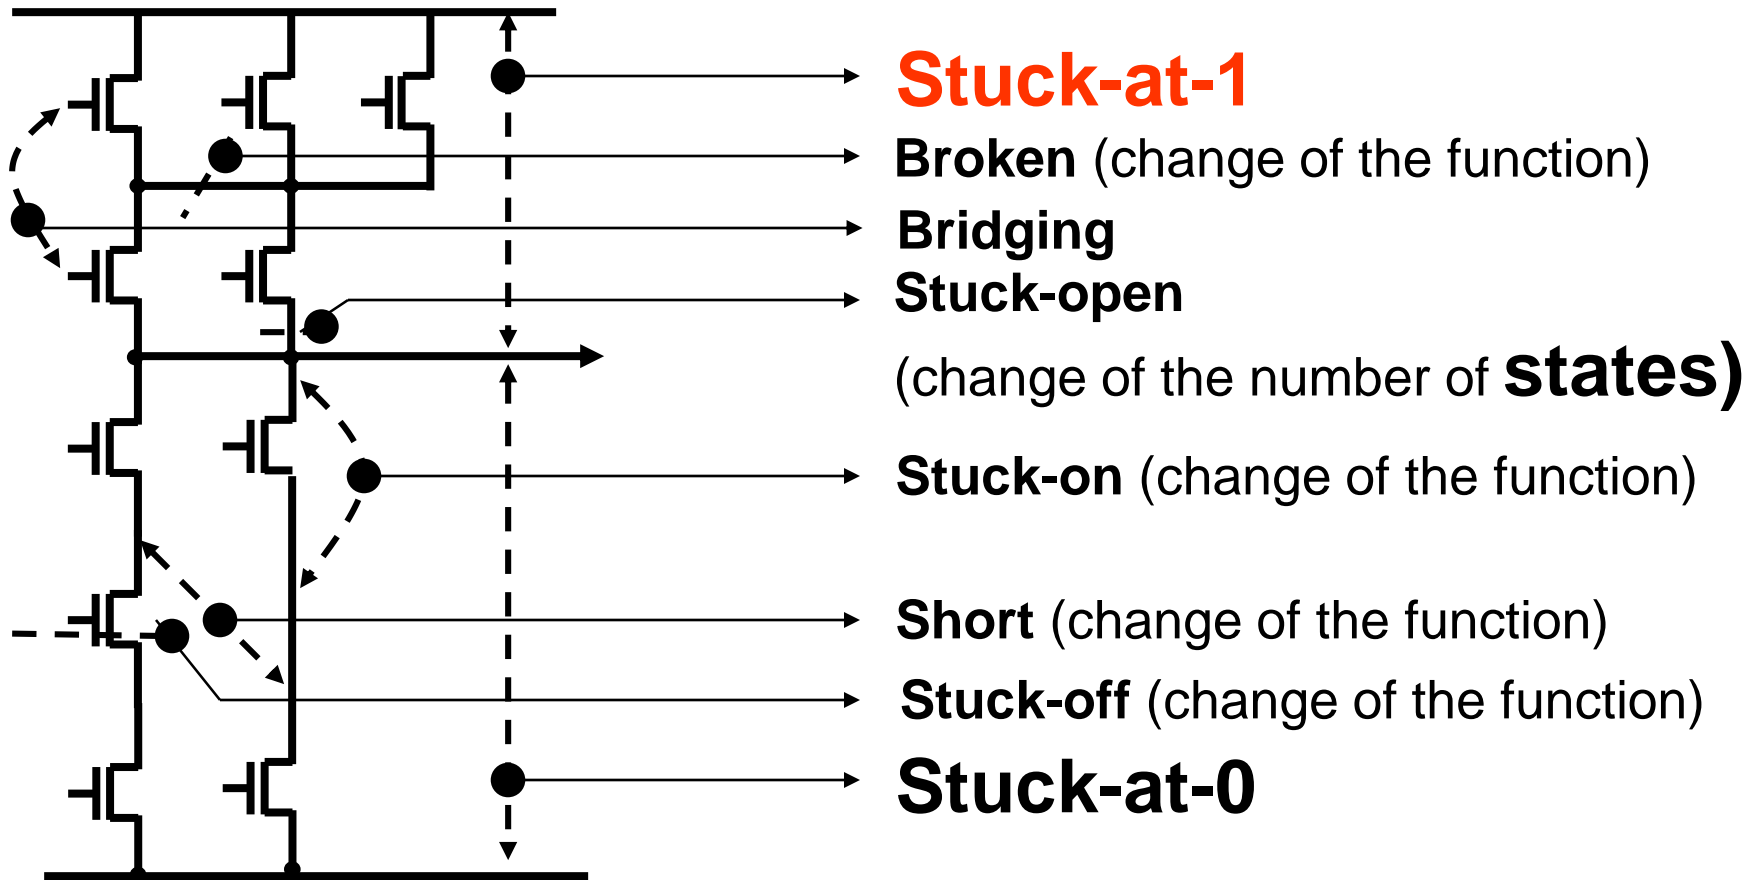 Stuck-at-1
Broken (change of the function)
Bridging
Stuck-open
(change of the number of states)
Stuck-on (change of the function)
Short (change of the function)
Stuck-off (change of the function)
Stuck-at-0